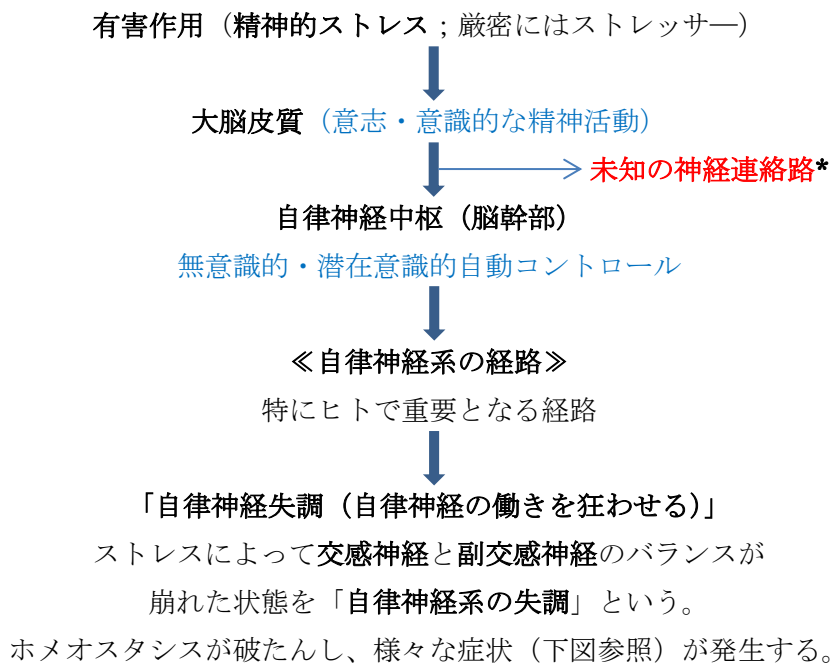 有害作用（精神的ストレス；厳密にはストレッサ―）
大脳皮質（意志・意識的な精神活動）
未知の神経連絡路*
自律神経中枢（脳幹部）
無意識的・潜在意識的自動コントロール
≪自律神経系の経路≫
特にヒトで重要となる経路
「自律神経失調（自律神経の働きを狂わせる）」
ストレスによって交感神経と副交感神経のバランスが
崩れた状態を「自律神経系の失調」という。
ホメオスタシスが破たんし、様々な症状（下図参照）が発生する。